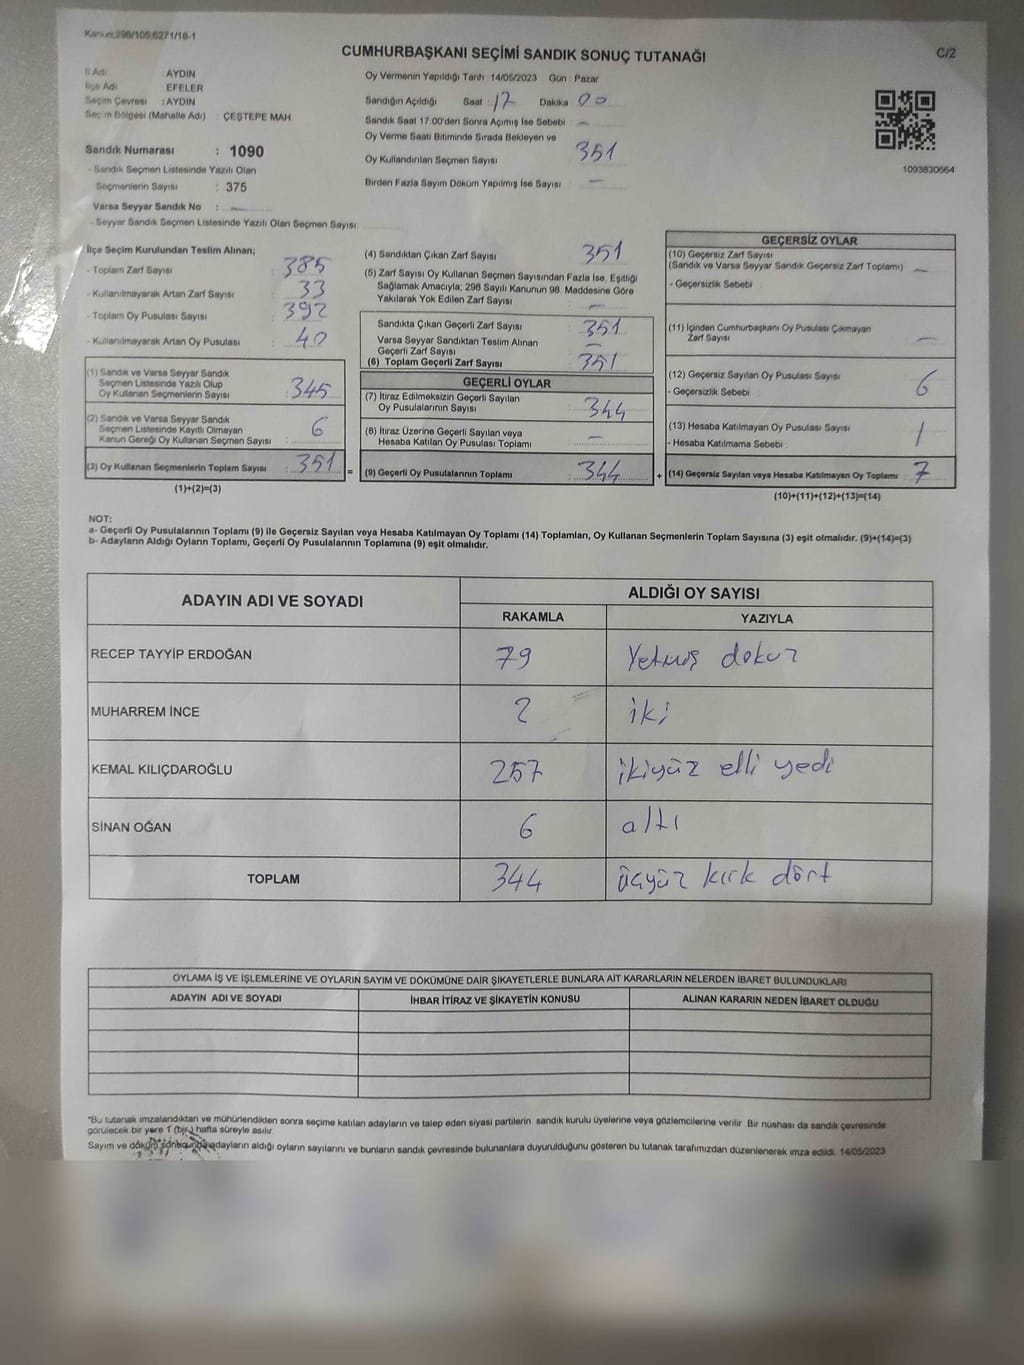 Kanun:298/105,6271/18-1
CUMHURBAŞKANI SEÇİMİ SANDIK SONUÇ TUTANAĞI
C/2
İl Adı AYDIN
İlçe Adı EFELER
Seçim Çevresi : AYDIN
Seçim Bölgesi (Mahalle Adı) : ÇEŞTEPE MAH.
Sandık Numarası : 1090
- Sandık Seçmen Listesinde Yazılı Olan
Seçmenlerin Sayısı : 375
Varsa Seyyar Sandık No : —
- Seyyar Sandık Seçmen Listesinde Yazılı Olan Seçmen Sayısı
Oy Vermenin Yapıldığı Tarih : 14/05/2023 Gün : Pazar
Sandığın Açıldığı Saat : 17 Dakika 00
Sandık Saat 17:00'den Sonra Açımış İse Sebebi : —
Oy Verme Saati Bitiminde Sırada Bekleyen ve
Oy Kullandırılan Seçmen Sayısı 351
Birden Fazla Sayım Döküm Yapılmış İse Sayısı : —
1093830664
İlçe Seçim Kurulundan Teslim Alınan;
- Toplam Zarf Sayısı : 385
- Kullanılmayarak Artan Zarf Sayısı : 33
- Toplam Oy Pusulası Sayısı : 392
- Kullanılmayarak Artan Oy Pusulası : 40
(1) Sandık ve Varsa Seyyar Sandık
Seçmen Listesinde Yazılı Olup
Oy Kullanan Seçmenlerin Sayısı : 345
(2) Sandık ve Varsa Seyyar Sandık
Seçmen Listesinde Kayıtlı Olmayan
Kanun Gereği Oy Kullanan Seçmen Sayısı : 6
(3) Oy Kullanan Seçmenlerin Toplam Sayısı : 351
(1)+(2)=(3)
=
(4) Sandıktan Çıkan Zarf Sayısı : 351
(5) Zarf Sayısı Oy Kullanan Seçmen Sayısından Fazla İse, Eşitliği
Sağlamak Amacıyla; 298 Sayılı Kanunun 98. Maddesine Göre
Yakılarak Yok Edilen Zarf Sayısı : —
Sandıkta Çıkan Geçerli Zarf Sayısı : 351
Varsa Seyyar Sandıktan Teslim Alınan
Geçerli Zarf Sayısı : —
(6) Toplam Geçerli Zarf Sayısı : 351
GEÇERLİ OYLAR
(7) İtiraz Edilmeksizin Geçerli Sayılan
Oy Pusulalarının Sayısı : 344
(8) İtiraz Üzerine Geçerli Sayılan veya
Hesaba Katılan Oy Pusulası Toplamı : —
(9) Geçerli Oy Pusulalarının Toplamı : 344
+
GEÇERSİZ OYLAR
(10) Geçersiz Zarf Sayısı
(Sandık ve Varsa Seyyar Sandık Geçersiz Zarf Toplamı) : —
- Geçersizlik Sebebi :
(11) İçinden Cumhurbaşkanı Oy Pusulası Çıkmayan
Zarf Sayısı : —
(12) Geçersiz Sayılan Oy Pusulası Sayısı : 6
- Geçersizlik Sebebi :
(13) Hesaba Katılmayan Oy Pusulası Sayısı : 1
- Hesaba Katılmama Sebebi :
(14) Geçersiz Sayılan veya Hesaba Katılmayan Oy Toplamı : 7
(10)+(11)+(12)+(13)=(14)
NOT:
a- Geçerli Oy Pusulalarının Toplamı (9) ile Geçersiz Sayılan veya Hesaba Katılmayan Oy Toplamı (14) Toplamları, Oy Kullanan Seçmenlerin Toplam Sayısına (3) eşit olmalıdır. (9)+(14)=(3)
b- Adayların Aldığı Oyların Toplamı, Geçerli Oy Pusulalarının Toplamına (9) eşit olmalıdır.
ADAYIN ADI VE SOYADI ALDIĞI OY SAYISI
RAKAMLA YAZIYLA
RECEP TAYYİP ERDOĞAN 79 Yetmiş dokuz
MUHARREM İNCE 2 iki
KEMAL KILIÇDAROĞLU 257 ikiyüz elli yedi
SİNAN OĞAN 6 altı
TOPLAM 344 üçyüz kırk dört
OYLAMA İŞ VE İŞLEMLERİNE VE OYLARIN SAYIM VE DÖKÜMÜNE DAİR ŞİKAYETLERLE BUNLARA AİT KARARLARIN NELERDEN İBARET BULUNDUKLARI
ADAYIN ADI VE SOYADI İHBAR İTİRAZ VE ŞİKAYETİN KONUSU ALINAN KARARIN NEDEN İBARET OLDUĞU
*Bu tutanak imzalandıktan ve mühürlendikten sonra seçime katılan adayların ve talep eden siyasi partilerin sandık kurulu üyelerine veya gözlemcilerine verilir. Bir nüshası da sandık çevresinde
görülecek bir yere 1 (bir) hafta süreyle asılır.
Sayım ve döküm sonucunda adayların aldığı oyların sayılarını ve bunların sandık çevresinde bulunanlara duyurulduğunu gösteren bu tutanak tarafımızdan düzenlenerek imza edildi. 14/05/2023